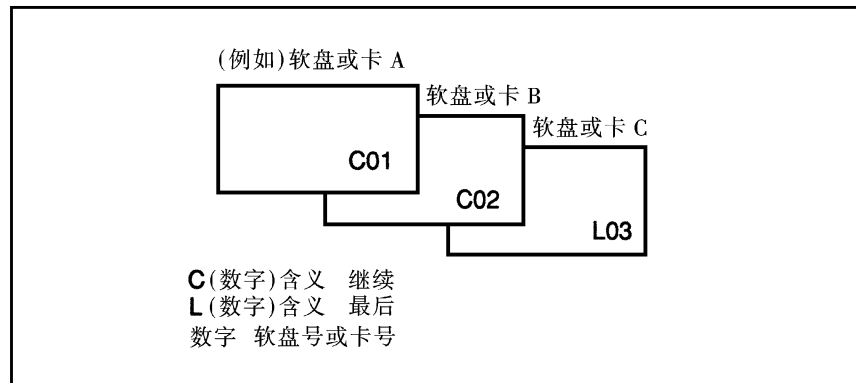 (例如)软盘或卡 A
软盘或卡 B
软盘或卡 C
C01
C02
L03
C(数字)含义 继续
L(数字)含义 最后
数字 软盘号或卡号